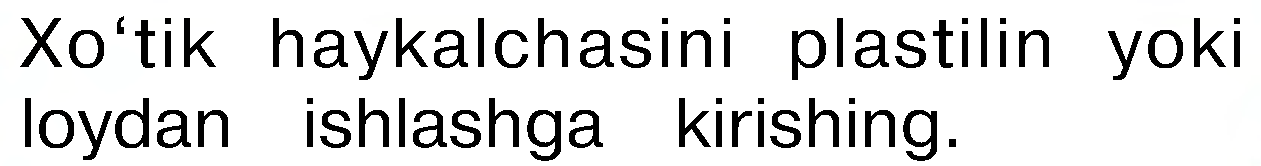 Xo‘tik haykalchasini plastilin yoki
loydan ishlashga kirishing.